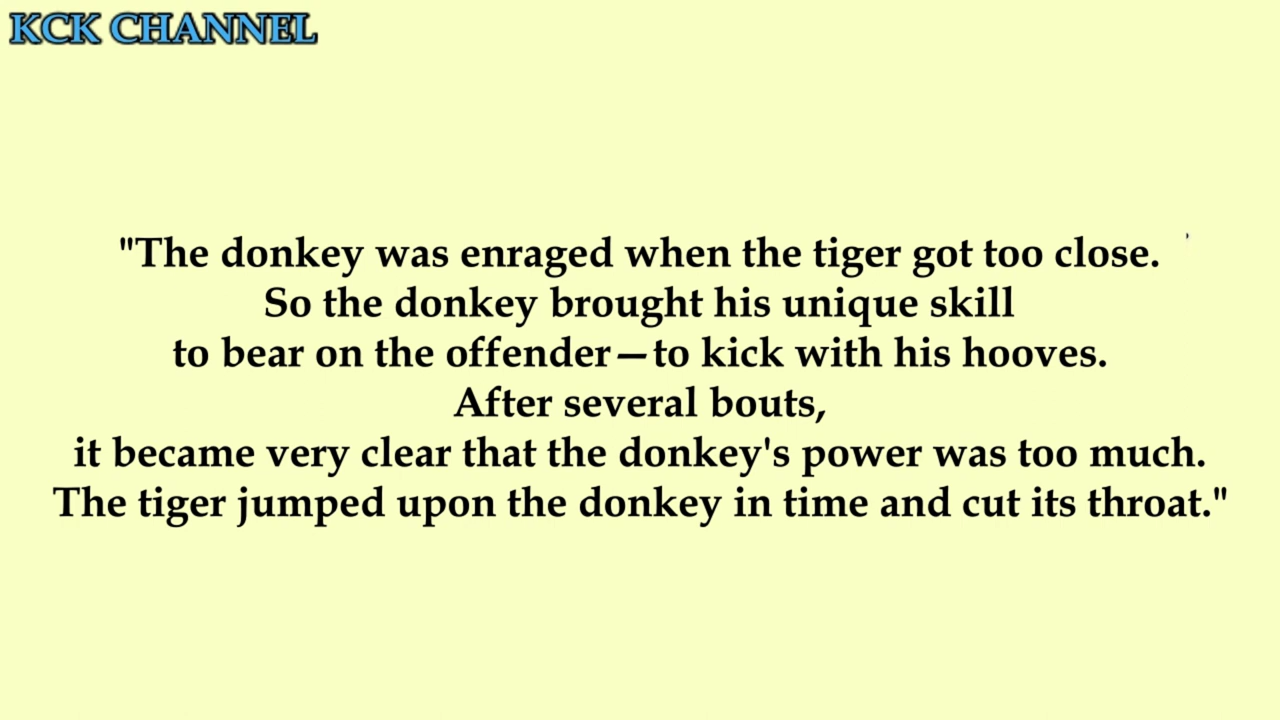 KCK CHANNEL
"The donkey was enraged when the tiger got too close.
So the donkey brought his unique skill
to bear on the offender—to kick with his hooves.
After several bouts,
it became very clear that the donkey's power was too much.
The tiger jumped upon the donkey in time and cut its throat."